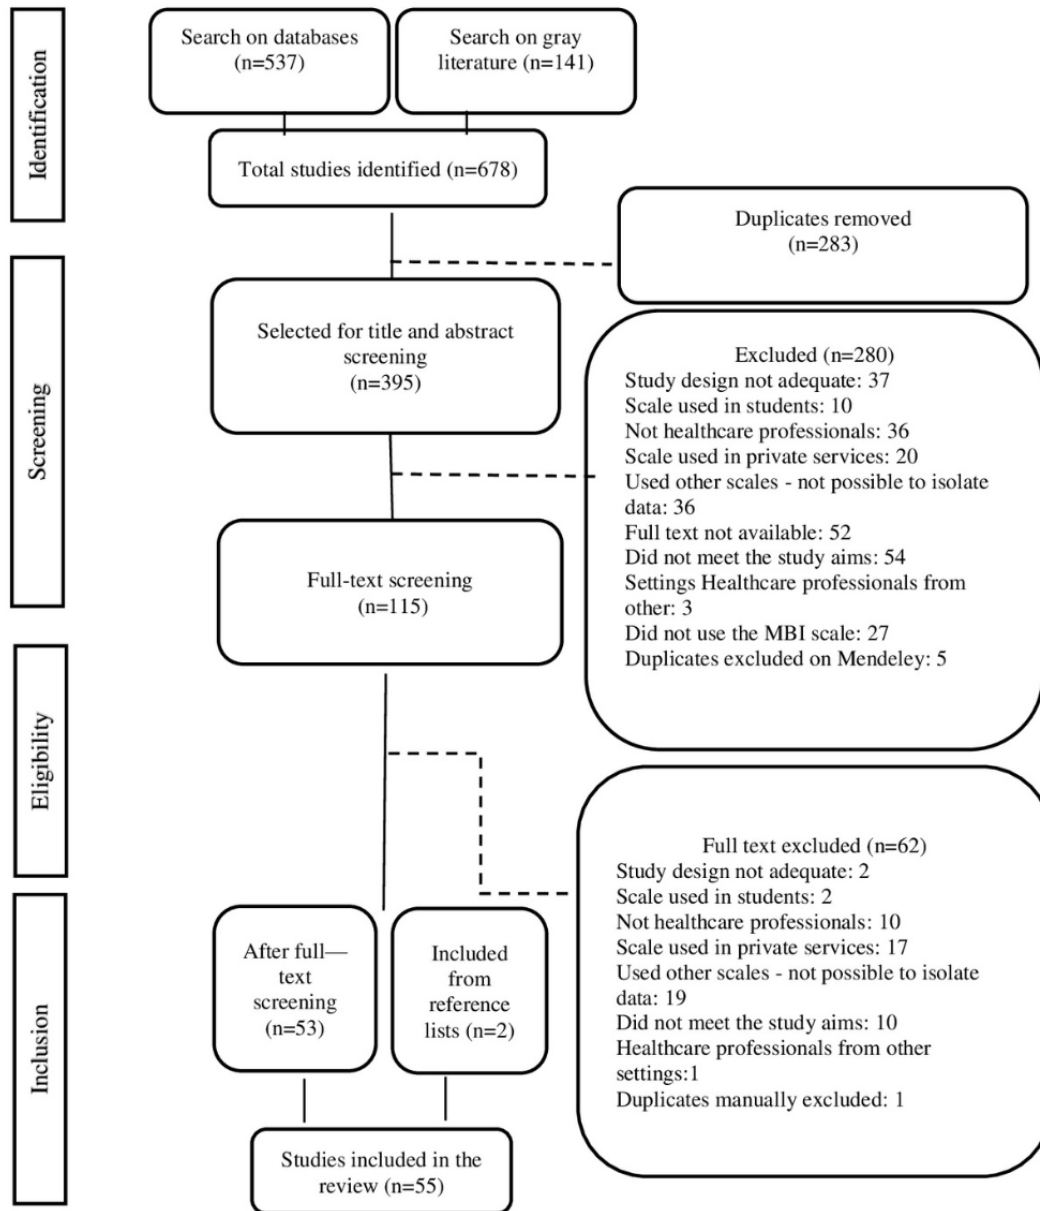 Identification
Search on databases
(n=537)
Search on gray
literature (n=141)
Total studies identified (n=678)
Duplicates removed
(n=283)
Screening
Selected for title and abstract
screening
(n=395)
Excluded (n=280)
Study design not adequate: 37
Scale used in students: 10
Not healthcare professionals: 36
Scale used in private services: 20
Used other scales - not possible to isolate
data: 36
Full text not available: 52
Did not meet the study aims: 54
Settings Healthcare professionals from
other: 3
Did not use the MBI scale: 27
Duplicates excluded on Mendeley: 5
Full-text screening
(n=115)
Eligibility
Full text excluded (n=62)
Study design not adequate: 2
Scale used in students: 2
Not healthcare professionals: 10
Scale used in private services: 17
Used other scales - not possible to isolate
data: 19
Did not meet the study aims: 10
Healthcare professionals from other
settings:1
Duplicates manually excluded: 1
Inclusion
After full—
text
screening
(n=53)
Included
from
reference
lists (n=2)
Studies included in the
review (n=55)